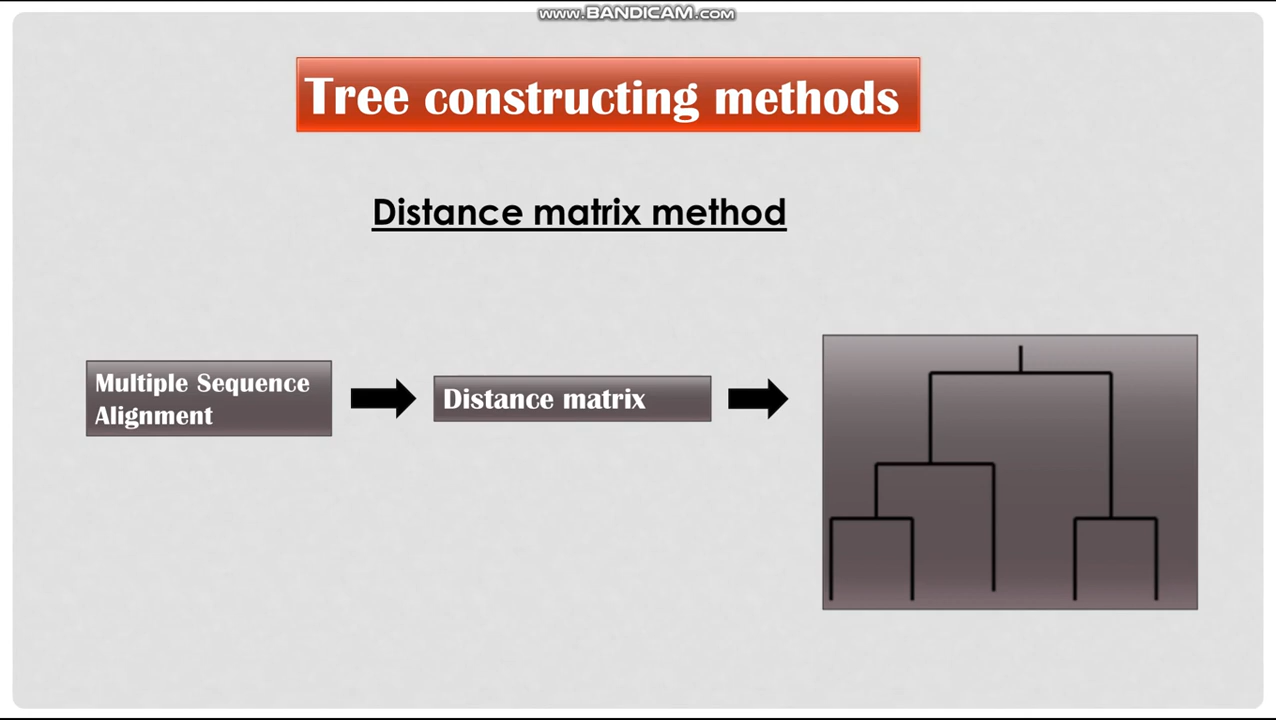 www.BANDICAM.com
Tree constructing methods
Distance matrix method
Multiple Sequence
Alignment
Distance matrix